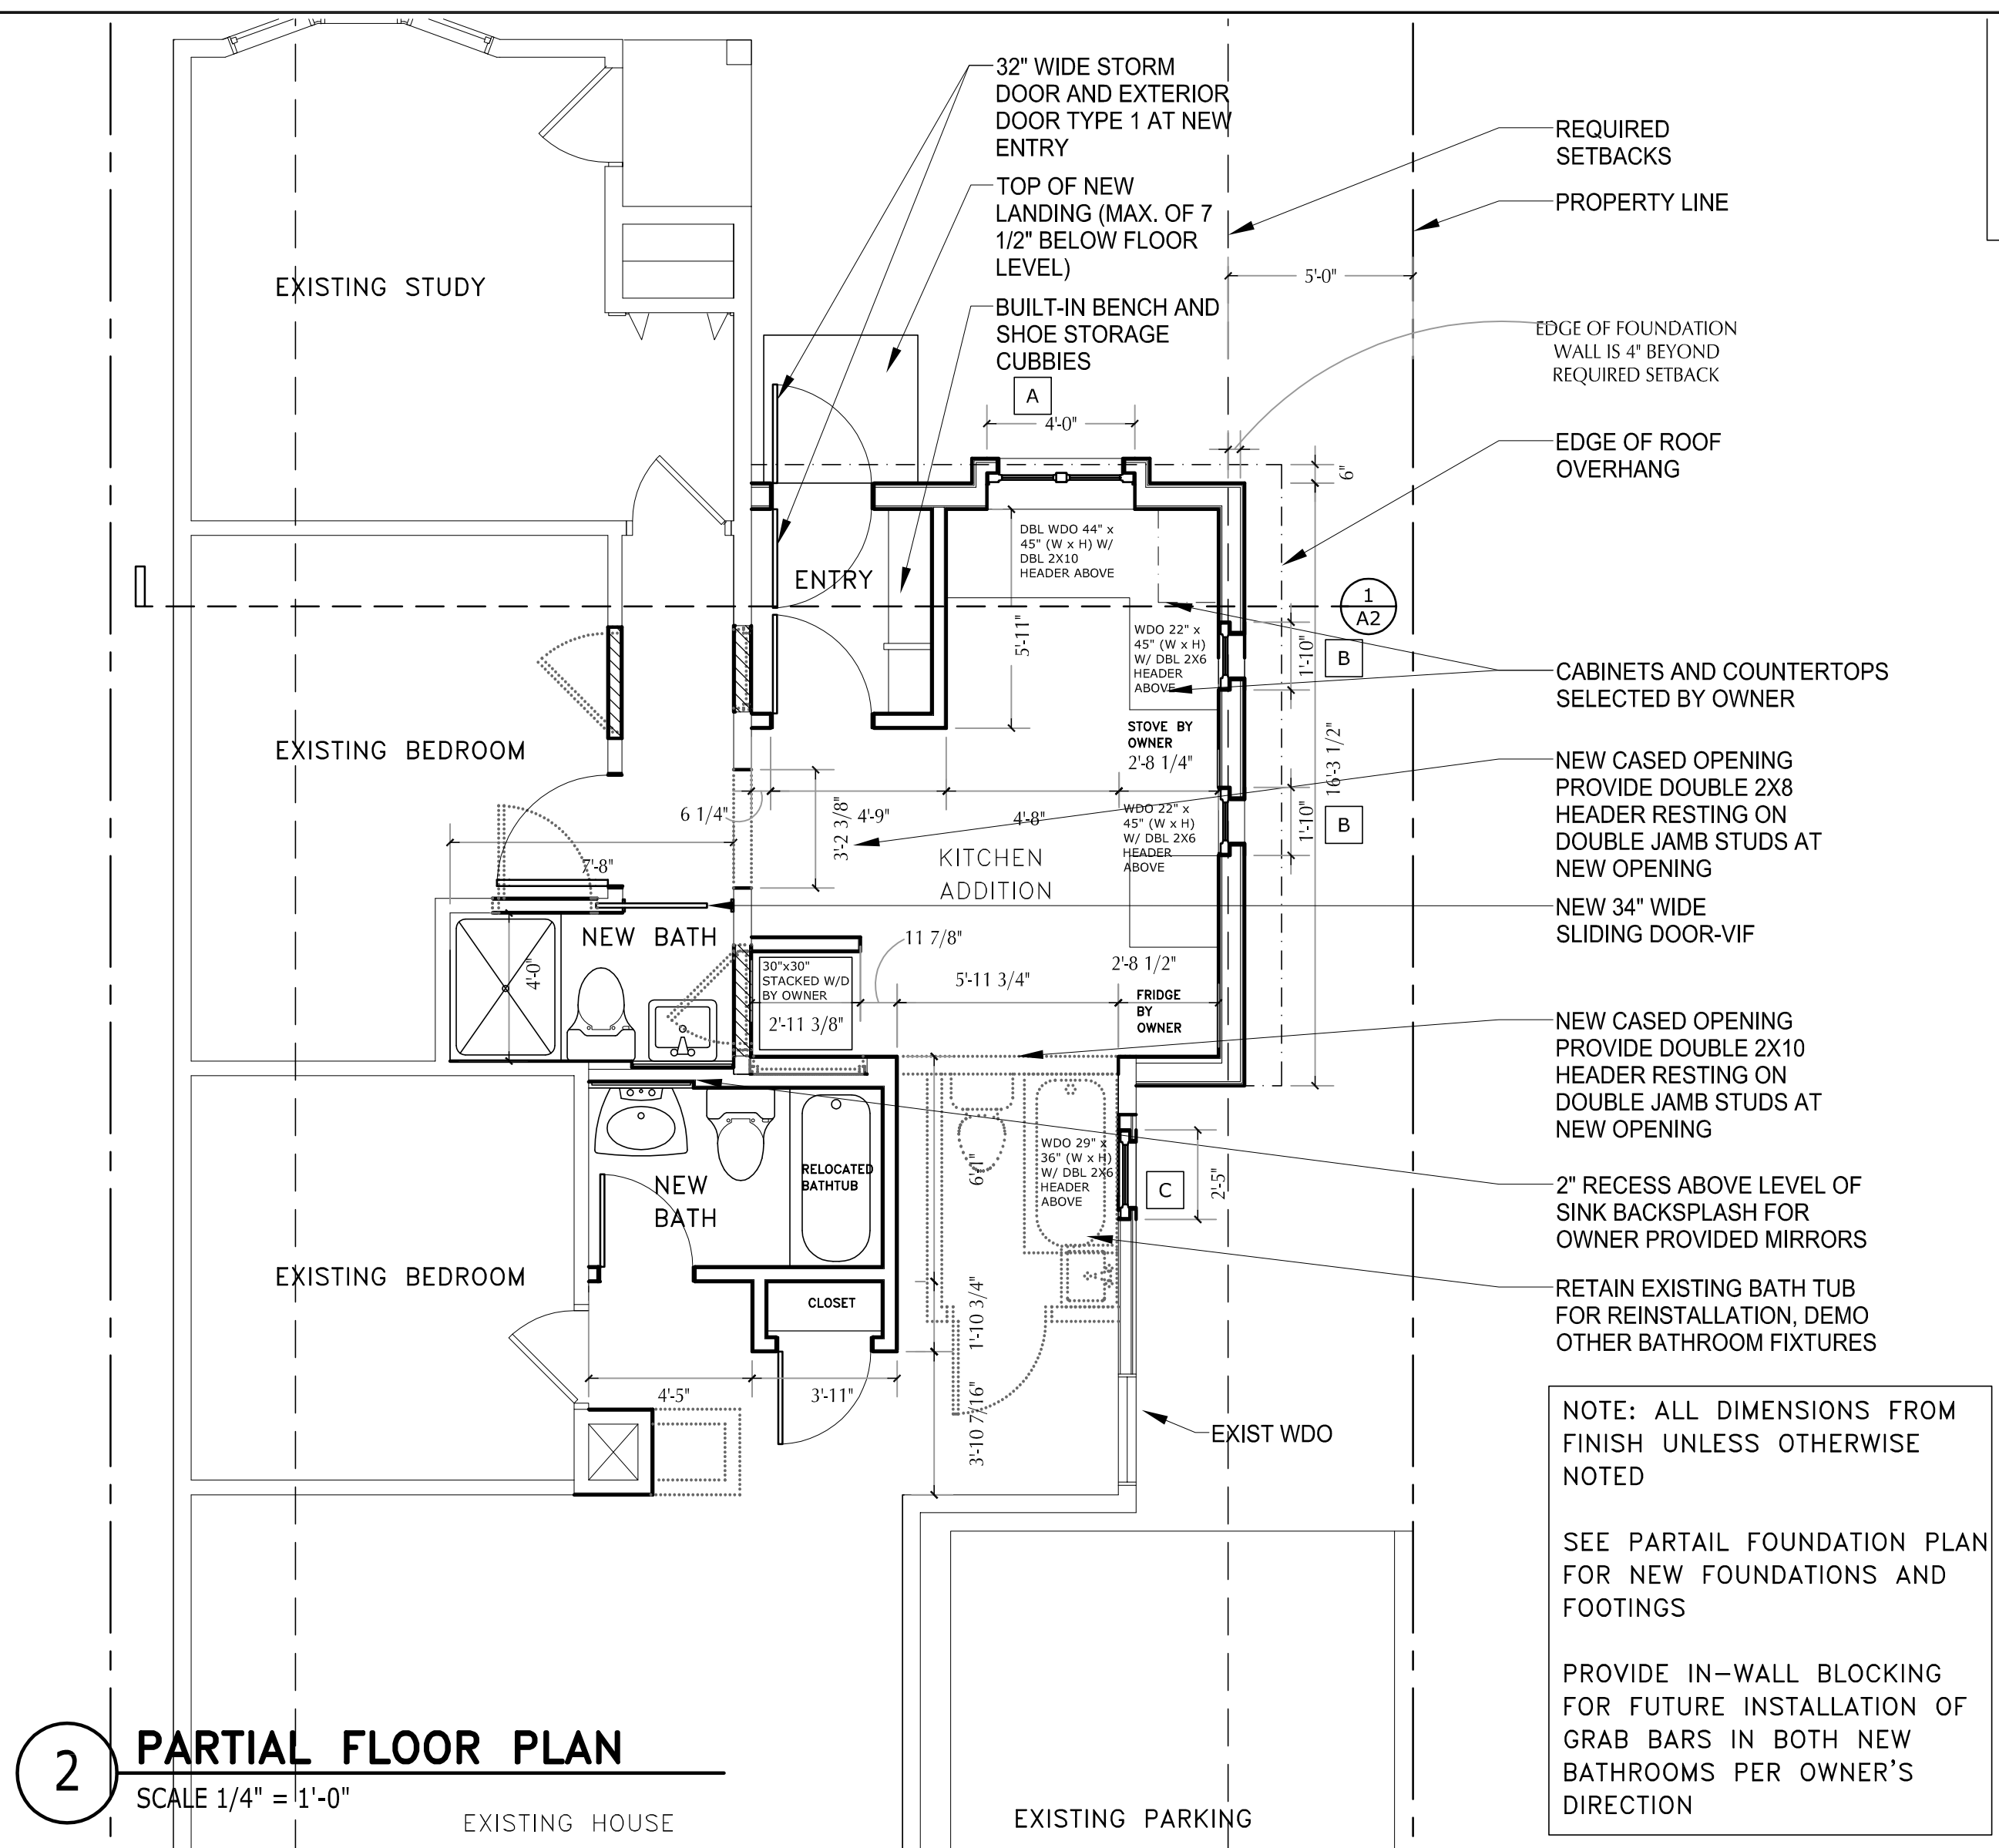 32" WIDE STORM
DOOR AND EXTERIOR
DOOR TYPE 1 AT NEW
ENTRY
TOP OF NEW
LANDING (MAX. OF 7
1/2" BELOW FLOOR
LEVEL)
BUILT-IN BENCH AND
SHOE STORAGE
CUBBIES
A
4'-0"
REQUIRED
SETBACKS
PROPERTY LINE
5'-0"
EDGE OF FOUNDATION
WALL IS 4" BEYOND
REQUIRED SETBACK
EDGE OF ROOF
OVERHANG
6"
EXISTING STUDY
DBL WDO 44" x
45" (W x H) W/
DBL 2X10
HEADER ABOVE
ENTRY
5'-11"
1
A2
WDO 22" x
45" (W x H)
W/ DBL 2X6
HEADER
ABOVE
1'-10"
B
CABINETS AND COUNTERTOPS
SELECTED BY OWNER
EXISTING BEDROOM
STOVE BY
OWNER
2'-8 1/4"
16'-3 1/2"
NEW CASED OPENING
PROVIDE DOUBLE 2X8
HEADER RESTING ON
DOUBLE JAMB STUDS AT
NEW OPENING
6 1/4"
3'-2 3/8"
4'-9"
4'-8"
WDO 22" x
45" (W x H)
W/ DBL 2X6
HEADER
ABOVE
1'-10"
B
7'-8"
KITCHEN
ADDITION
NEW 34" WIDE
SLIDING DOOR-VIF
NEW BATH
4'-0"
11 7/8"
30"x30"
STACKED W/D
BY OWNER
2'-11 3/8"
5'-11 3/4"
2'-8 1/2"
FRIDGE
BY
OWNER
NEW CASED OPENING
PROVIDE DOUBLE 2X10
HEADER RESTING ON
DOUBLE JAMB STUDS AT
NEW OPENING
RELOCATED
BATHTUB
NEW
BATH
6'-1"
WDO 29" x
36" (W x H)
W/ DBL 2X6
HEADER
ABOVE
C
2'-5"
2" RECESS ABOVE LEVEL OF
SINK BACKSPLASH FOR
OWNER PROVIDED MIRRORS
EXISTING BEDROOM
CLOSET
1'-10 3/4"
RETAIN EXISTING BATH TUB
FOR REINSTALLATION, DEMO
OTHER BATHROOM FIXTURES
4'-5"
3'-11"
3'-10 7/16"
EXIST WDO
NOTE: ALL DIMENSIONS FROM
FINISH UNLESS OTHERWISE
NOTED
SEE PARTAIL FOUNDATION PLAN
FOR NEW FOUNDATIONS AND
FOOTINGS
PROVIDE IN-WALL BLOCKING
FOR FUTURE INSTALLATION OF
GRAB BARS IN BOTH NEW
BATHROOMS PER OWNER'S
DIRECTION
2
PARTIAL FLOOR PLAN
SCALE 1/4" = 1'-0"
EXISTING HOUSE
EXISTING PARKING